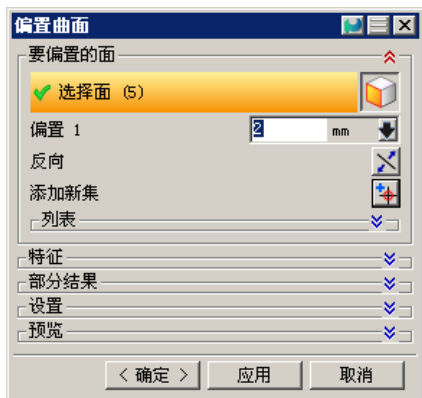 偏置曲面
要偏置的面
选择面 (5)
偏置 1 2 mm
反向
添加新集
列表
特征
部分结果
设置
预览
< 确定 > 应用 取消